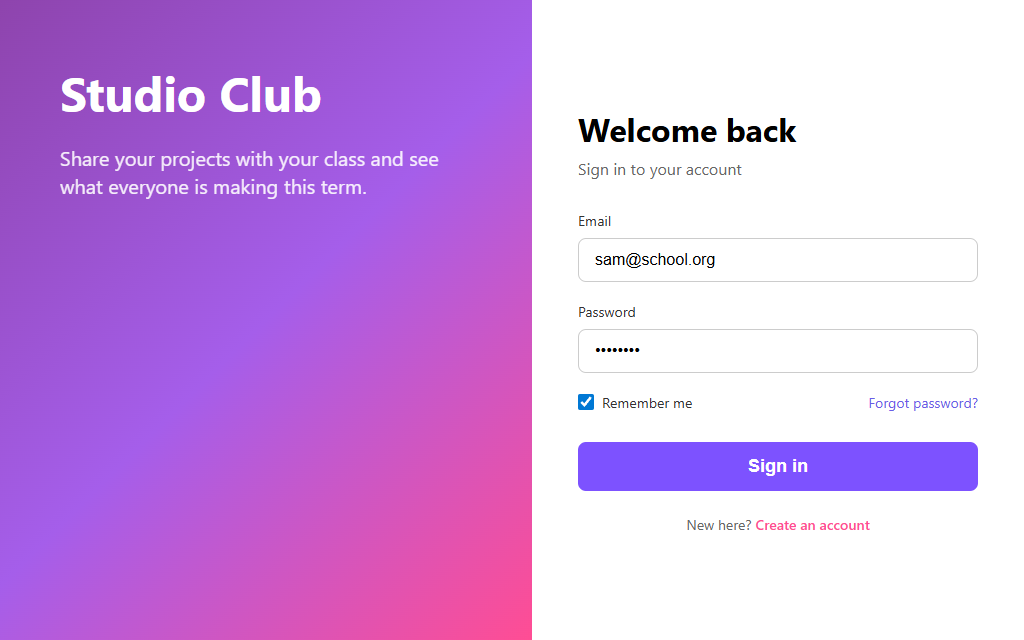 Studio Club
Share your projects with your class and see
what everyone is making this term.
Welcome back
Sign in to your account
Email
sam@school.org
Password
••••••••
Remember me
Forgot password?
Sign in
New here? Create an account